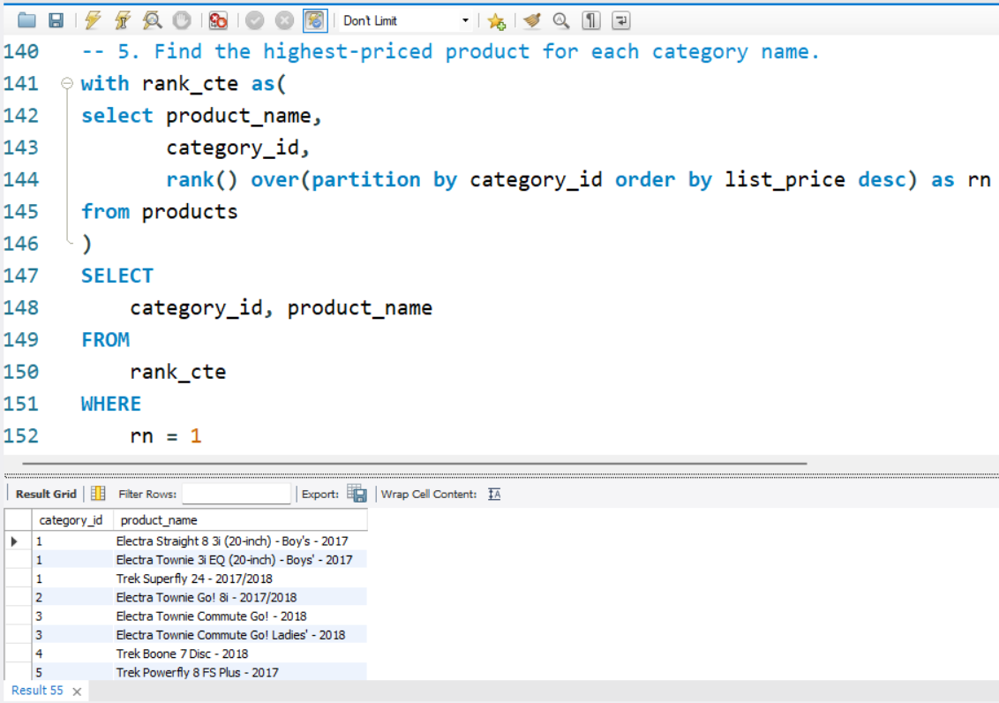 Don't Limit
140 -- 5. Find the highest-priced product for each category name.
141 with rank_cte as(
142 select product_name,
143 category_id,
144 rank() over(partition by category_id order by list_price desc) as rn
145 from products
146 )
147 SELECT
148 category_id, product_name
149 FROM
150 rank_cte
151 WHERE
152 rn = 1
Result Grid Filter Rows: Export: Wrap Cell Content: IA
category_id product_name
1 Electra Straight 8 3i (20-inch) - Boy's - 2017
1 Electra Townie 3i EQ (20-inch) - Boys' - 2017
1 Trek Superfly 24 - 2017/2018
2 Electra Townie Go! 8i - 2017/2018
3 Electra Townie Commute Go! - 2018
3 Electra Townie Commute Go! Ladies' - 2018
4 Trek Boone 7 Disc - 2018
5 Trek Powerfly 8 FS Plus - 2017
Result 55 ×